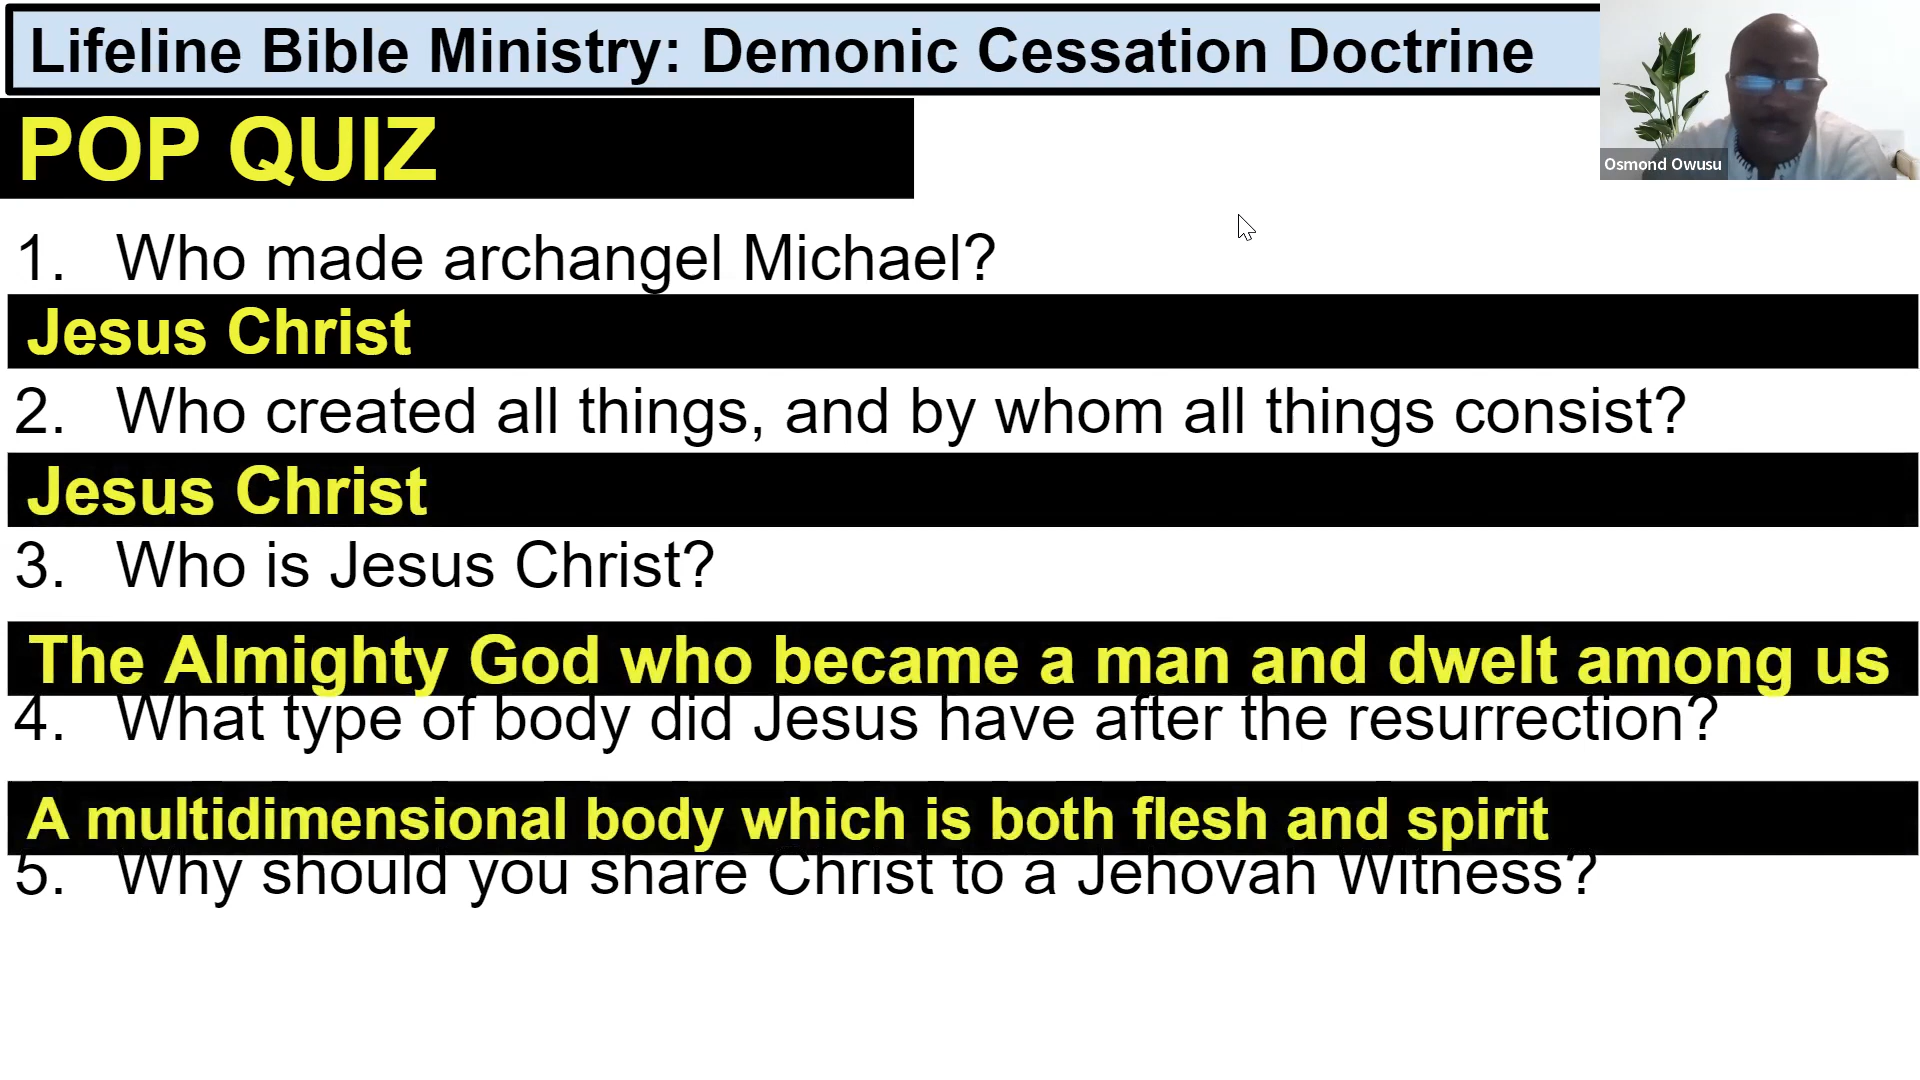 Lifeline Bible Ministry: Demonic Cessation Doctrine
Osmond Owusu
POP QUIZ
1. Who made archangel Michael?
Jesus Christ
2. Who created all things, and by whom all things consist?
Jesus Christ
3. Who is Jesus Christ?
The Almighty God who became a man and dwelt among us
4. What type of body did Jesus have after the resurrection?
A multidimensional body which is both flesh and spirit
5. Why should you share Christ to a Jehovah Witness?